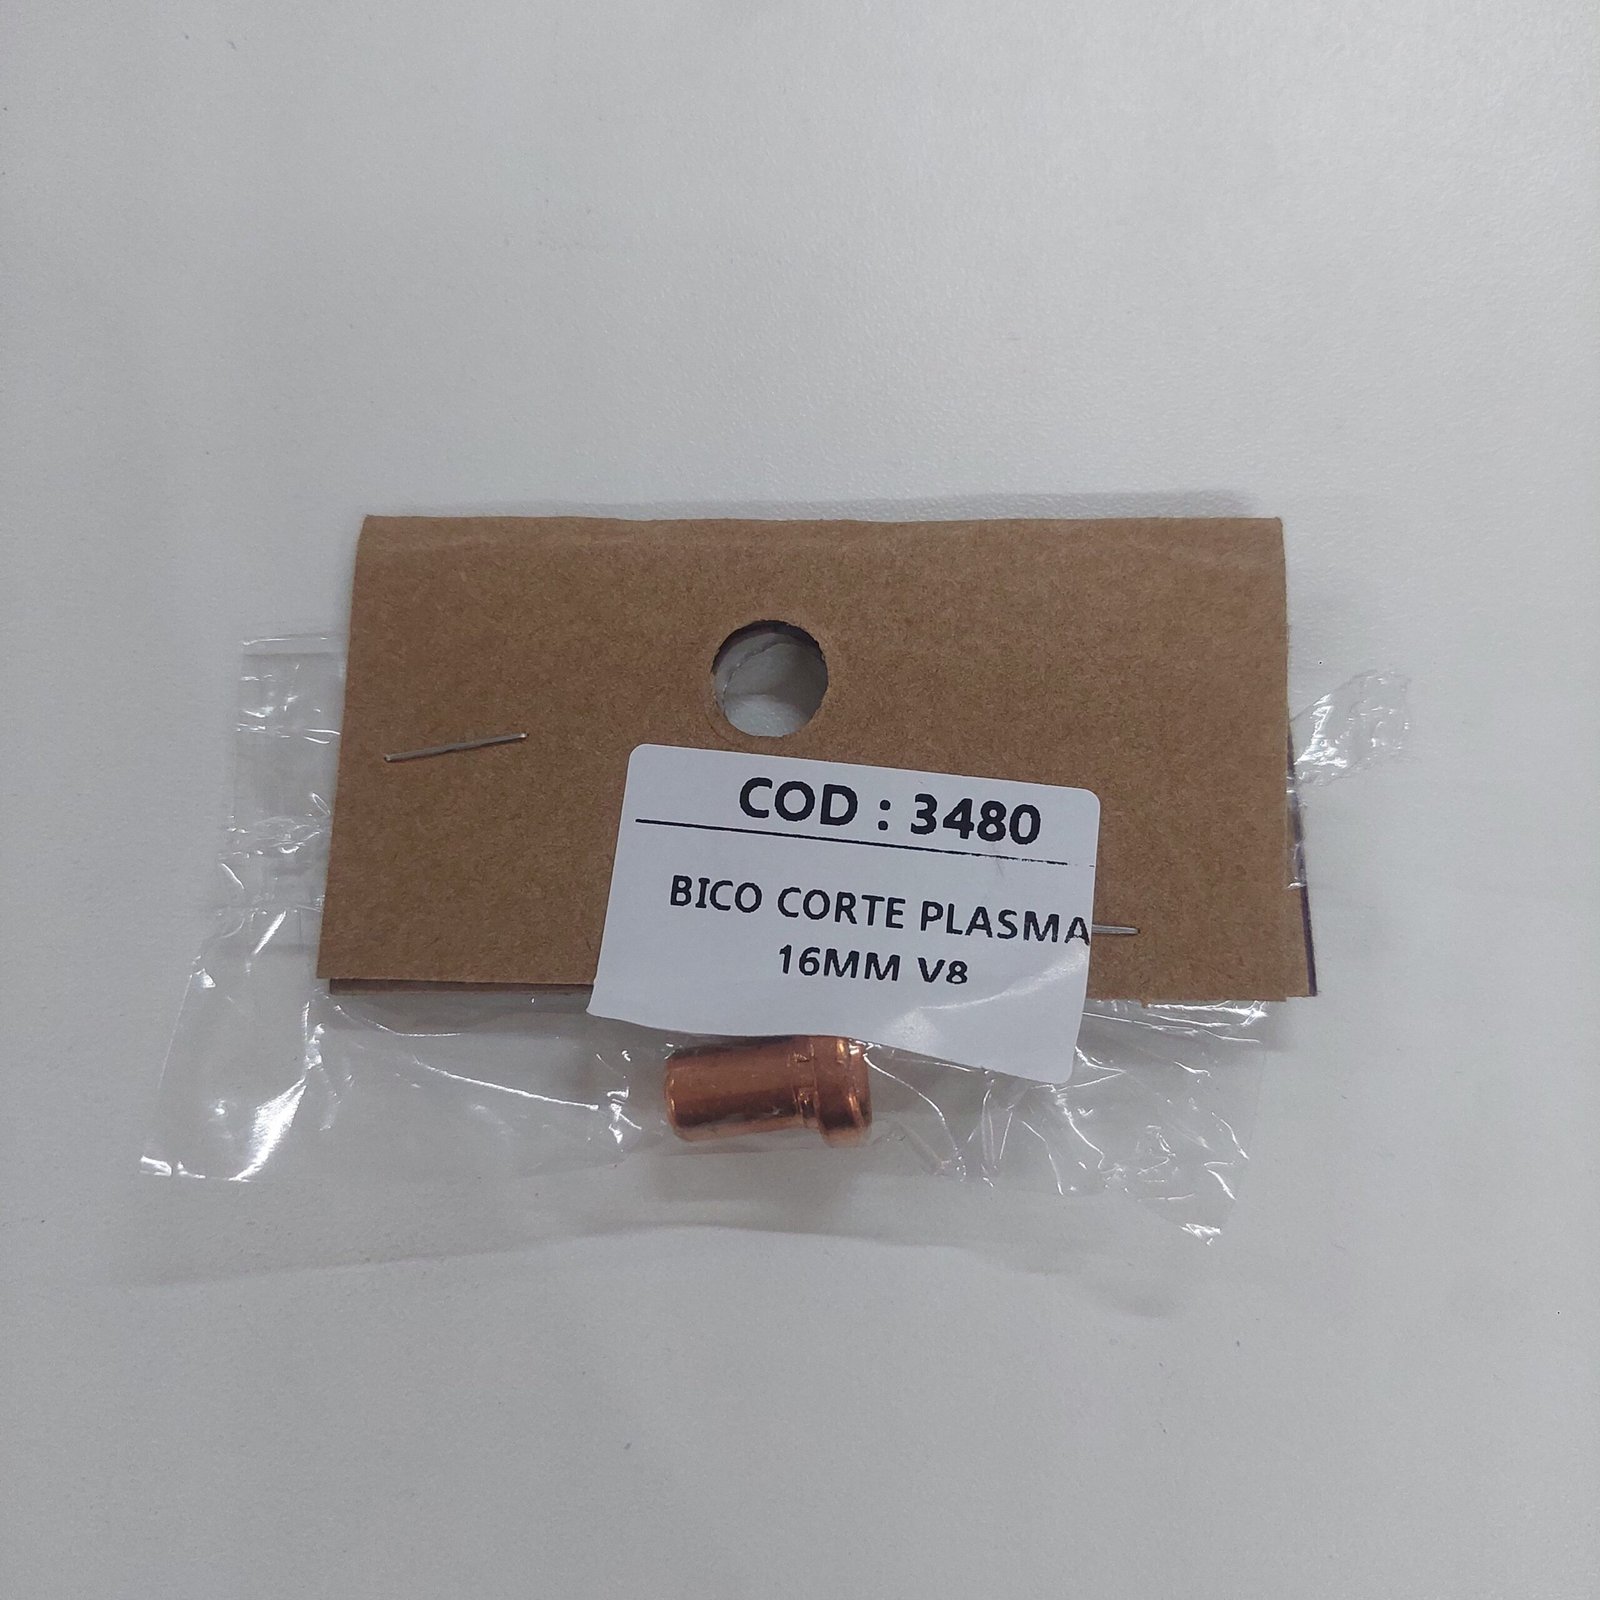 COD : 3480
BICO CORTE PLASMA
16MM V8